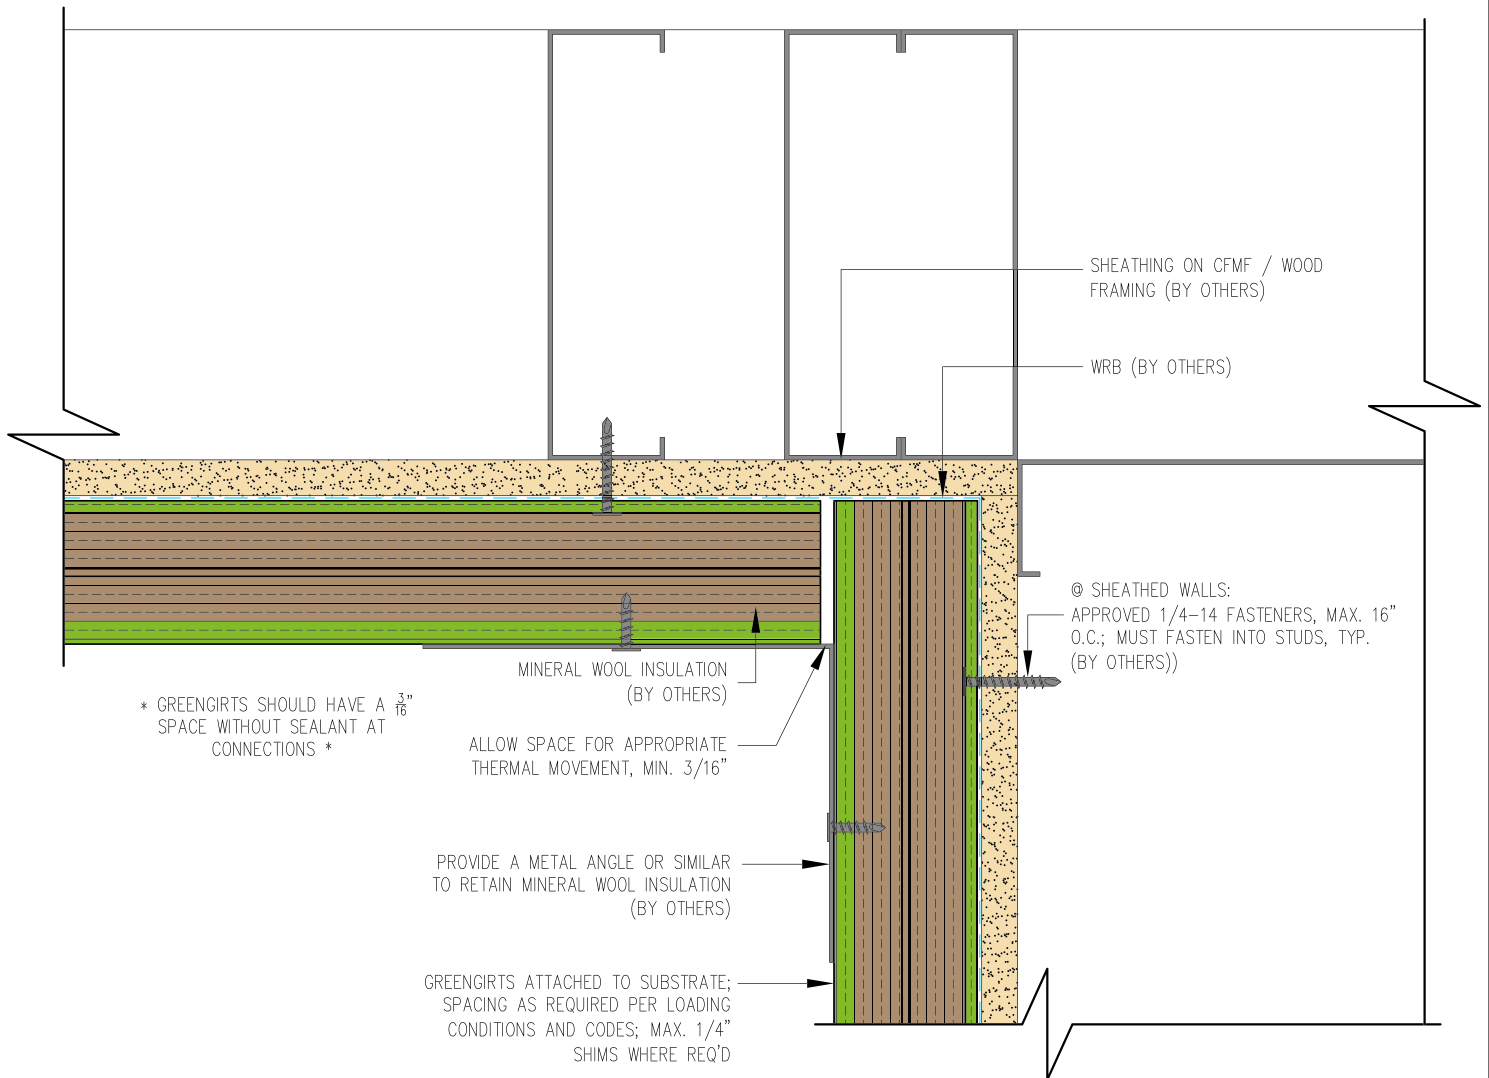 SHEATHING ON CFMF / WOOD
FRAMING (BY OTHERS)
WRB (BY OTHERS)
@ SHEATHED WALLS:
APPROVED 1/4-14 FASTENERS, MAX. 16"
O.C.; MUST FASTEN INTO STUDS, TYP.
(BY OTHERS))
MINERAL WOOL INSULATION
(BY OTHERS)
* GREENGIRTS SHOULD HAVE A 3/16"
SPACE WITHOUT SEALANT AT
CONNECTIONS *
ALLOW SPACE FOR APPROPRIATE
THERMAL MOVEMENT, MIN. 3/16"
PROVIDE A METAL ANGLE OR SIMILAR
TO RETAIN MINERAL WOOL INSULATION
(BY OTHERS)
GREENGIRTS ATTACHED TO SUBSTRATE;
SPACING AS REQUIRED PER LOADING
CONDITIONS AND CODES; MAX. 1/4"
SHIMS WHERE REQ'D